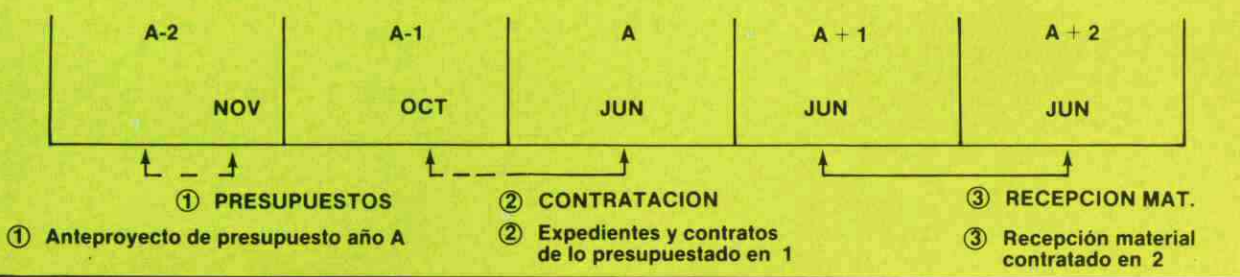 A-2 A-1 A A + 1 A + 2
NOV OCT JUN JUN JUN
① PRESUPUESTOS ② CONTRATACION ③ RECEPCION MAT.
① Anteproyecto de presupuesto año A ② Expedientes y contratos ③ Recepción material
de lo presupuestado en 1 contratado en 2